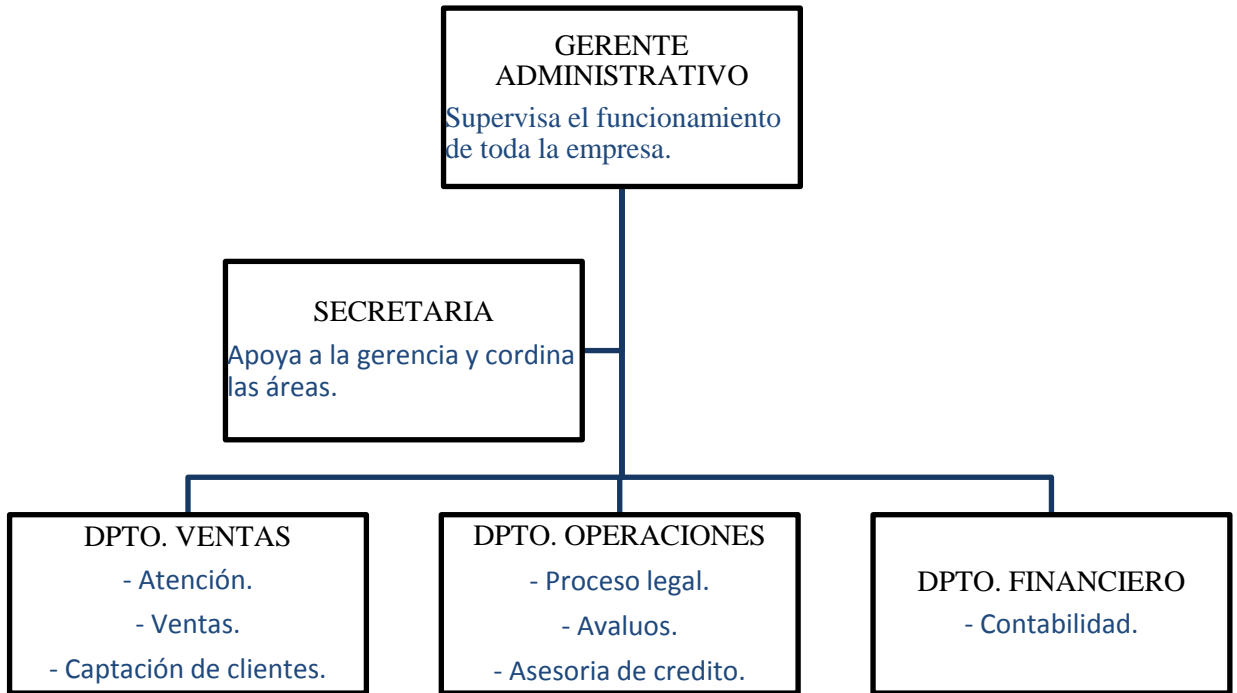 GERENTE
ADMINISTRATIVO
Supervisa el funcionamiento
de toda la empresa.
SECRETARIA
Apoya a la gerencia y cordina
las áreas.
DPTO. VENTAS
- Atención.
- Ventas.
- Captación de clientes.
DPTO. OPERACIONES
- Proceso legal.
- Avaluos.
- Asesoria de credito.
DPTO. FINANCIERO
- Contabilidad.